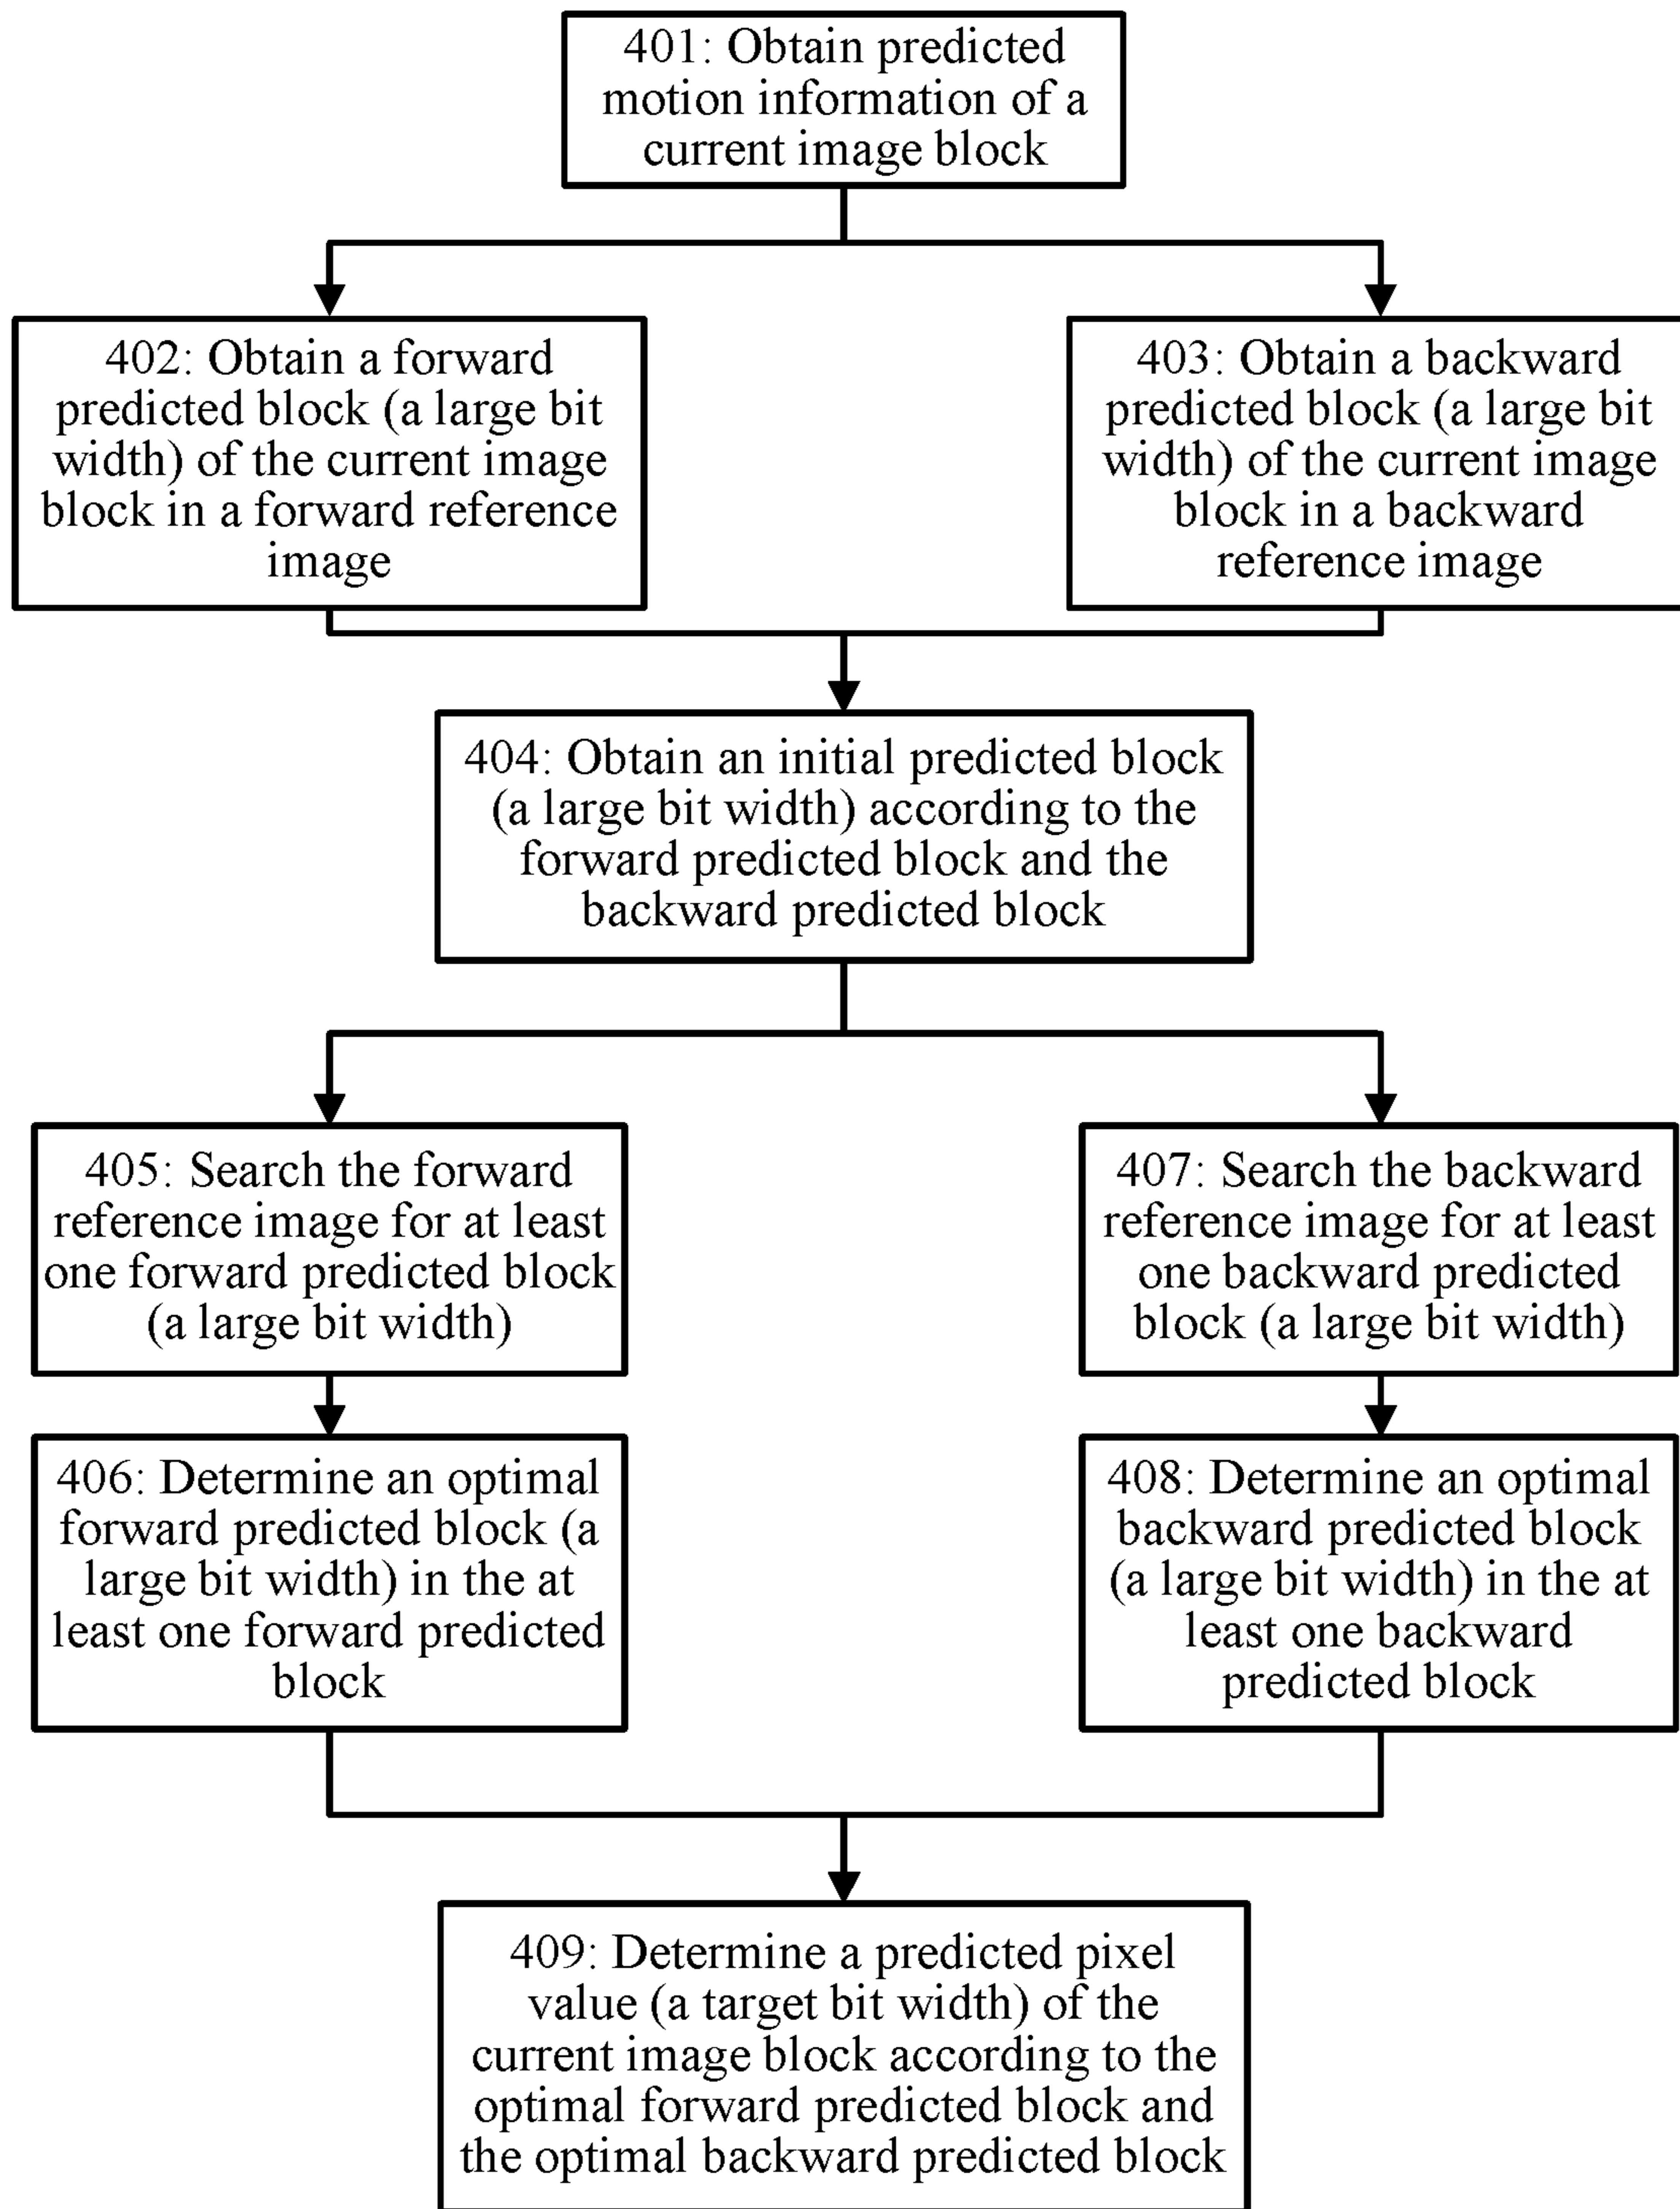 401: Obtain predicted
motion information of a
current image block
402: Obtain a forward
predicted block (a large bit
width) of the current image
block in a forward reference
image
403: Obtain a backward
predicted block (a large bit
width) of the current image
block in a backward
reference image
404: Obtain an initial predicted block
(a large bit width) according to the
forward predicted block and the
backward predicted block
405: Search the forward
reference image for at least
one forward predicted block
(a large bit width)
407: Search the backward
reference image for at least
one backward predicted
block (a large bit width)
406: Determine an optimal
forward predicted block (a
large bit width) in the at
least one forward predicted
block
408: Determine an optimal
backward predicted block
(a large bit width) in the at
least one backward
predicted block
409: Determine a predicted pixel
value (a target bit width) of the
current image block according to the
optimal forward predicted block and
the optimal backward predicted block